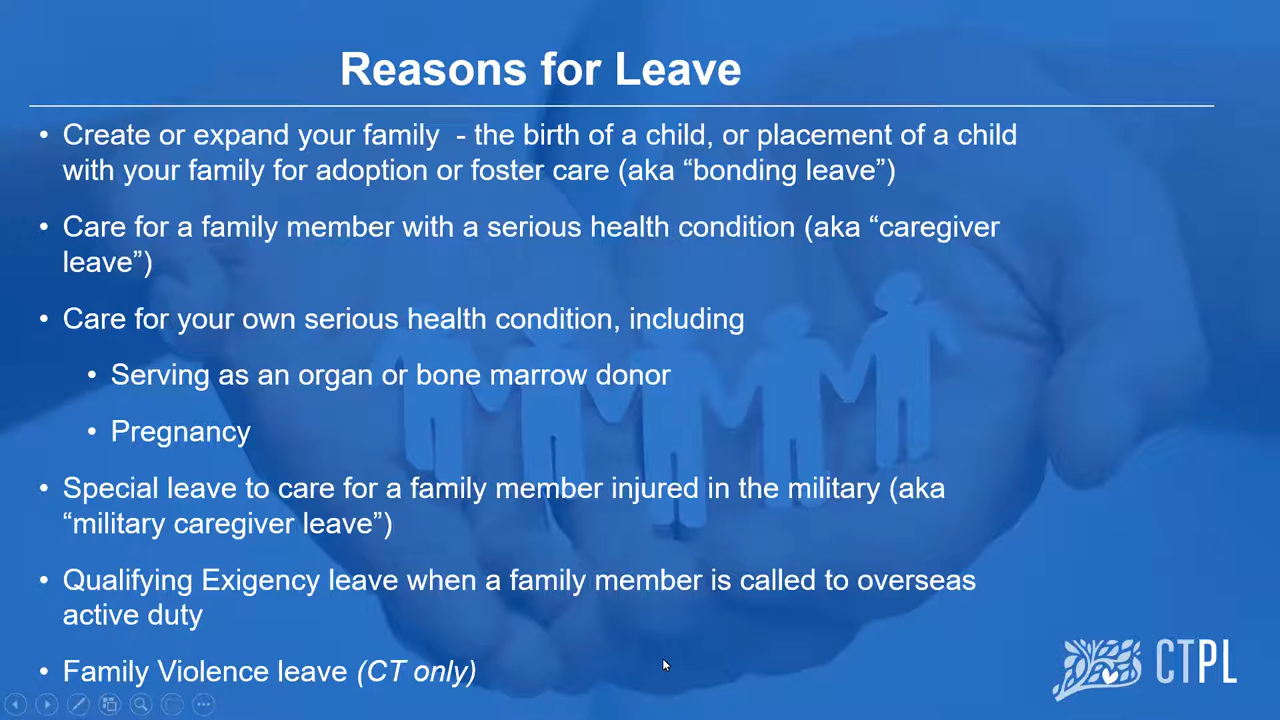 Reasons for Leave
• Create or expand your family - the birth of a child, or placement of a child
with your family for adoption or foster care (aka “bonding leave”)
• Care for a family member with a serious health condition (aka “caregiver
leave”)
• Care for your own serious health condition, including
• Serving as an organ or bone marrow donor
• Pregnancy
• Special leave to care for a family member injured in the military (aka
“military caregiver leave”)
• Qualifying Exigency leave when a family member is called to overseas
active duty
• Family Violence leave (CT only)
CTPL